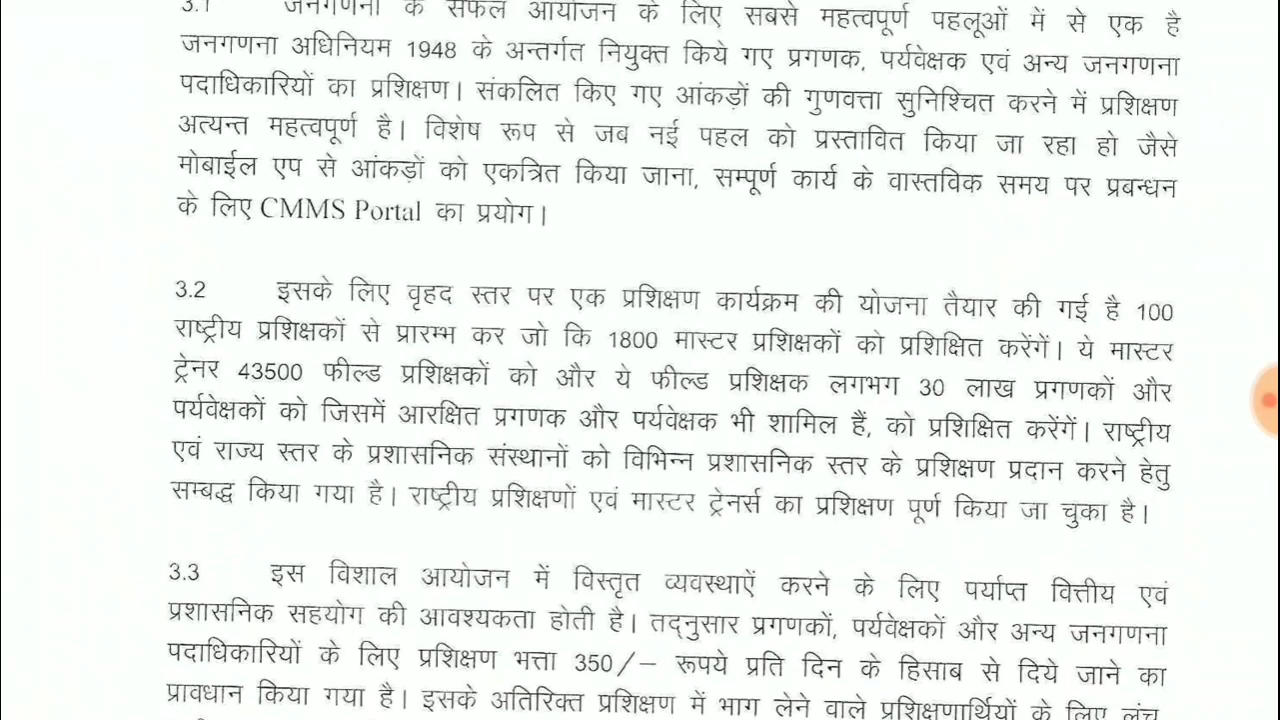 3.1 जनगणना के सफल आयोजन के लिए सबसे महत्वपूर्ण पहलूओं में से एक है
जनगणना अधिनियम 1948 के अन्तर्गत नियुक्त किये गए प्रगणक, पर्यवेक्षक एवं अन्य जनगणना
पदाधिकारियों का प्रशिक्षण। संकलित किए गए आंकड़ों की गुणवत्ता सुनिश्चित करने में प्रशिक्षण
अत्यन्त महत्वपूर्ण है। विशेष रूप से जब नई पहल को प्रस्तावित किया जा रहा हो जैसे
मोबाईल एप से आंकड़ों को एकत्रित किया जाना, सम्पूर्ण कार्य के वास्तविक समय पर प्रबन्धन
के लिए CMMS Portal का प्रयोग।
3.2 इसके लिए वृहद स्तर पर एक प्रशिक्षण कार्यक्रम की योजना तैयार की गई है 100
राष्ट्रीय प्रशिक्षकों से प्रारम्भ कर जो कि 1800 मास्टर प्रशिक्षकों को प्रशिक्षित करेंगें। ये मास्टर
ट्रेनर 43500 फील्ड प्रशिक्षकों को और ये फील्ड प्रशिक्षक लगभग 30 लाख प्रगणकों और
पर्यवेक्षकों को जिसमें आरक्षित प्रगणक और पर्यवेक्षक भी शामिल हैं, को प्रशिक्षित करेंगें। राष्ट्रीय
एवं राज्य स्तर के प्रशासनिक संस्थानों को विभिन्न प्रशासनिक स्तर के प्रशिक्षण प्रदान करने हेतु
सम्बद्ध किया गया है। राष्ट्रीय प्रशिक्षणों एवं मास्टर ट्रेनर्स का प्रशिक्षण पूर्ण किया जा चुका है।
3.3 इस विशाल आयोजन में विस्तृत व्यवस्थाऐं करने के लिए पर्याप्त वित्तीय एवं
प्रशासनिक सहयोग की आवश्यकता होती है। तद्नुसार प्रगणकों, पर्यवेक्षकों और अन्य जनगणना
पदाधिकारियों के लिए प्रशिक्षण भत्ता 350/– रूपये प्रति दिन के हिसाब से दिये जाने का
प्रावधान किया गया है। इसके अतिरिक्त प्रशिक्षण में भाग लेने वाले प्रशिक्षणार्थियों के लिए लंच,